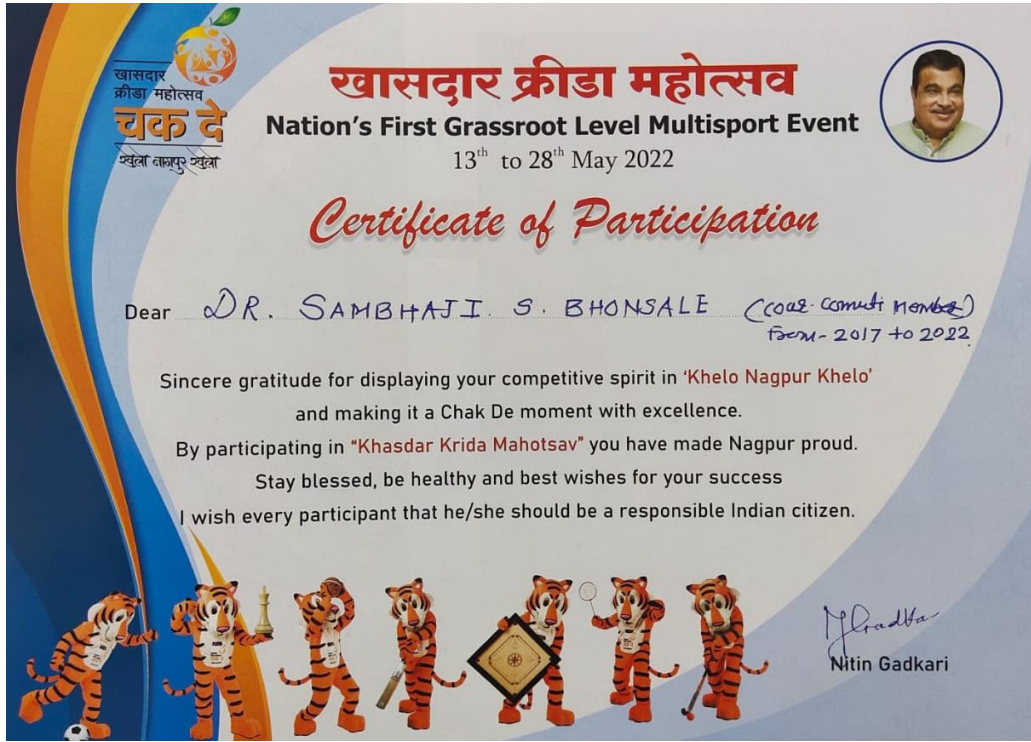 खासदार
क्रीडा महोत्सव
चक दे
खेला नागपूर खेला
खासदार क्रीडा महोत्सव
Nation's First Grassroot Level Multisport Event
13th to 28th May 2022
Certificate of Participation
Dear DR. SAMBHAJI. S. BHONSALE (coar-comuti member)
From - 2017 to 2022
Sincere gratitude for displaying your competitive spirit in 'Khelo Nagpur Khelo'
and making it a Chak De moment with excellence.
By participating in "Khasdar Krida Mahotsav" you have made Nagpur proud.
Stay blessed, be healthy and best wishes for your success
I wish every participant that he/she should be a responsible Indian citizen.
Nitin Gadkari